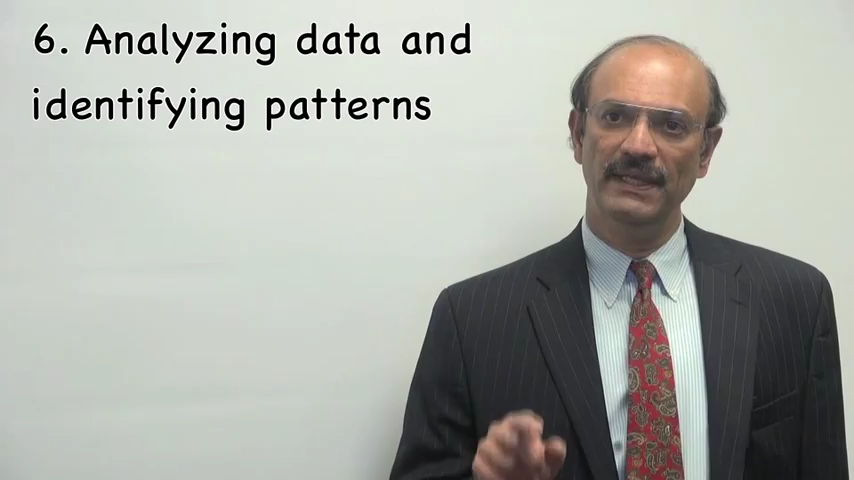 6. Analyzing data and
identifying patterns